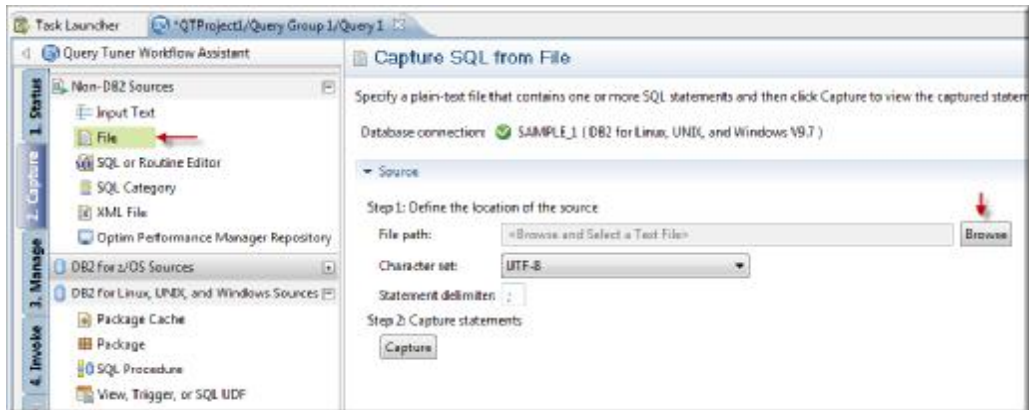 Task Launcher
*QTProject1/Query Group 1/Query 1
Query Tuner Workflow Assistant
1. Status
2. Capture
3. Manage
4. Invoke
Non-DB2 Sources
Input Text
File
SQL or Routine Editor
SQL Category
XML File
Optim Performance Manager Repository
DB2 for z/OS Sources
DB2 for Linux, UNIX, and Windows Sources
Package Cache
Package
SQL Procedure
View, Trigger, or SQL UDF
Capture SQL from File
Specify a plain-text file that contains one or more SQL statements and then click Capture to view the captured statem
Database connection: SAMPLE_1 ( DB2 for Linux, UNIX, and Windows V9.7 )
Source
Step 1: Define the location of the source
File path: <Browse and Select a Text File> Browse
Character set: UTF-8
Statement delimiter: ;
Step 2: Capture statements
Capture